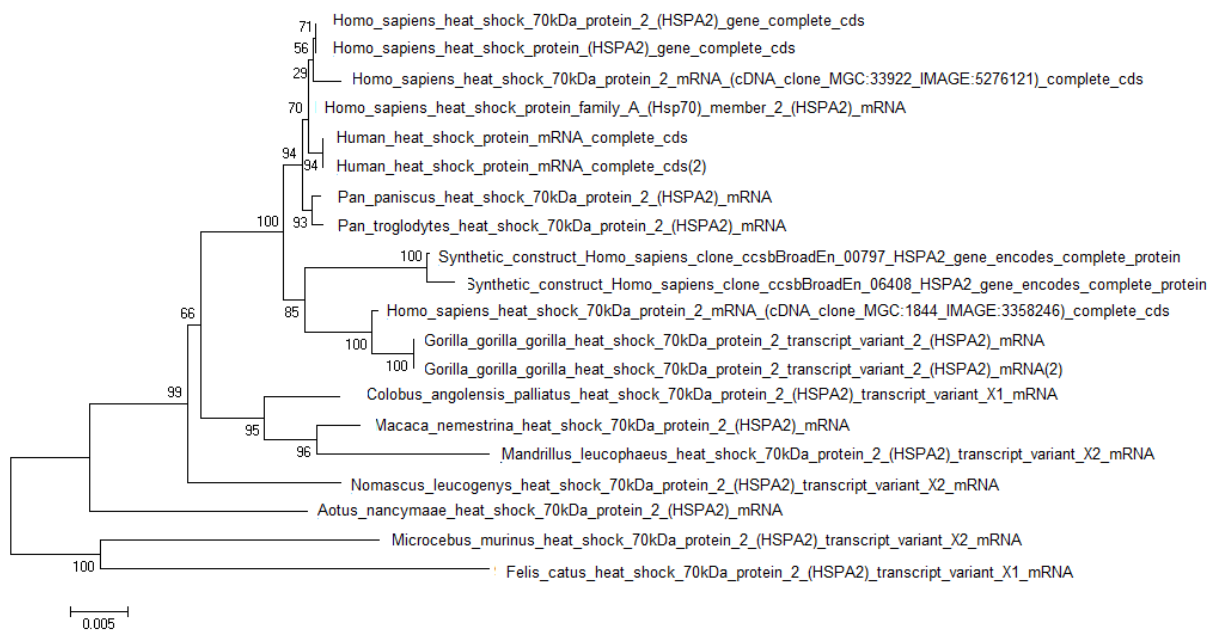 Homo_sapiens_heat_shock_70kDa_protein_2_(HSPA2)_gene_complete_cds
71
56
Homo_sapiens_heat_shock_protein_(HSPA2)_gene_complete_cds
29
Homo_sapiens_heat_shock_70kDa_protein_2_mRNA_(cDNA_clone_MGC:33922_IMAGE:5276121)_complete_cds
70
Homo_sapiens_heat_shock_protein_family_A_(Hsp70)_member_2_(HSPA2)_mRNA
Human_heat_shock_protein_mRNA_complete_cds
94
94
Human_heat_shock_protein_mRNA_complete_cds(2)
Pan_paniscus_heat_shock_70kDa_protein_2_(HSPA2)_mRNA
100
93
Pan_troglodytes_heat_shock_70kDa_protein_2_(HSPA2)_mRNA
100
Synthetic_construct_Homo_sapiens_clone_ccsbBroadEn_00797_HSPA2_gene_encodes_complete_protein
Synthetic_construct_Homo_sapiens_clone_ccsbBroadEn_06408_HSPA2_gene_encodes_complete_protein
66
85
Homo_sapiens_heat_shock_70kDa_protein_2_mRNA_(cDNA_clone_MGC:1844_IMAGE:3358246)_complete_cds
100
Gorilla_gorilla_gorilla_heat_shock_70kDa_protein_2_transcript_variant_2_(HSPA2)_mRNA
100
Gorilla_gorilla_gorilla_heat_shock_70kDa_protein_2_transcript_variant_2_(HSPA2)_mRNA(2)
99
Colobus_angolensis_palliatus_heat_shock_70kDa_protein_2_(HSPA2)_transcript_variant_X1_mRNA
95
Macaca_nemestrina_heat_shock_70kDa_protein_2_(HSPA2)_mRNA
96
Mandrillus_leucophaeus_heat_shock_70kDa_protein_2_(HSPA2)_transcript_variant_X2_mRNA
Nomascus_leucogenys_heat_shock_70kDa_protein_2_(HSPA2)_transcript_variant_X2_mRNA
Aotus_nancymaae_heat_shock_70kDa_protein_2_(HSPA2)_mRNA
Microcebus_murinus_heat_shock_70kDa_protein_2_(HSPA2)_transcript_variant_X2_mRNA
100
Felis_catus_heat_shock_70kDa_protein_2_(HSPA2)_transcript_variant_X1_mRNA
0.005